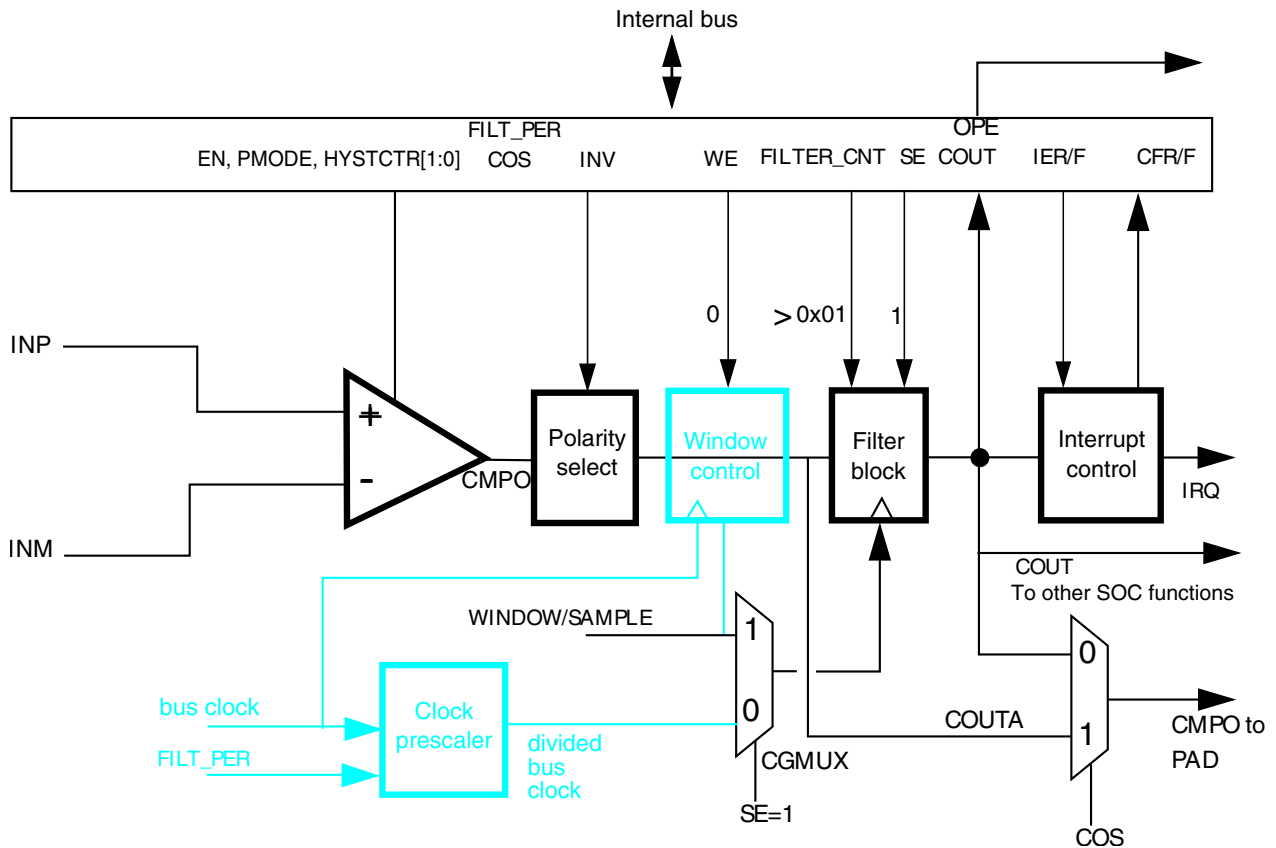 Internal bus
FILT_PER
OPE
EN, PMODE, HYSTCTR[1:0]
COS
INV
WE
FILTER_CNT
SE
COUT
IER/F
CFR/F
0
> 0x01
1
INP
+
-
INM
CMPO
Polarity
select
Window
control
Filter
block
Interrupt
control
IRQ
COUT
To other SOC functions
WINDOW/SAMPLE
1
0
CGMUX
SE=1
bus clock
FILT_PER
Clock
prescaler
divided
bus
clock
COUTA
0
1
CMPO to
PAD
COS